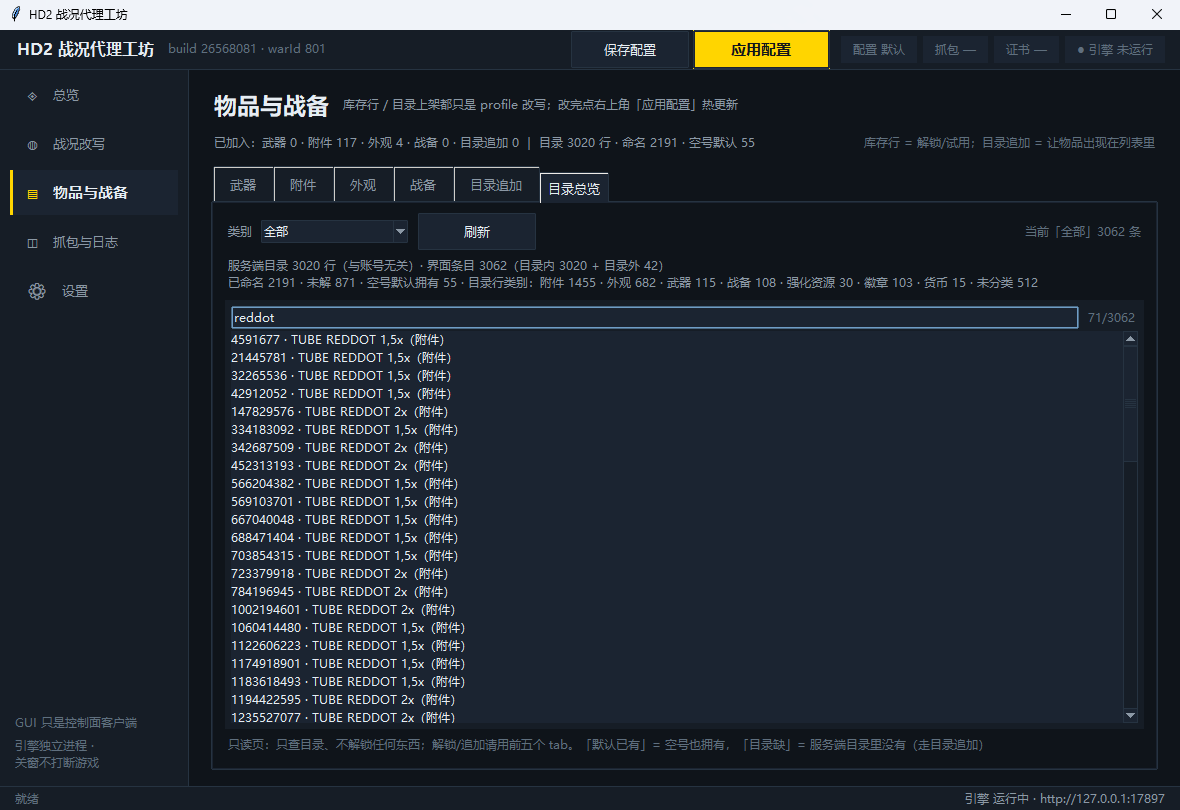 HD2 战况代理工坊
HD2 战况代理工坊 build 26568081 · warId 801 保存配置 应用配置 配置 默认 抓包 — 证书 — ● 引擎 未运行
总览
战况改写
物品与战备
抓包与日志
设置
物品与战备 库存行 / 目录上架都只是 profile 改写；改完点右上角「应用配置」热更新
已加入：武器 0 · 附件 117 · 外观 4 · 战备 0 · 目录追加 0 | 目录 3020 行 · 命名 2191 · 空号默认 55 库存行 = 解锁/试用；目录追加 = 让物品出现在列表里
武器 附件 外观 战备 目录追加 目录总览
类别 全部 刷新 当前「全部」3062 条
服务端目录 3020 行（与账号无关）· 界面条目 3062（目录内 3020 + 目录外 42）
已命名 2191 · 未解 871 · 空号默认拥有 55 · 目录行类别：附件 1455 · 外观 682 · 武器 115 · 战备 108 · 强化资源 30 · 徽章 103 · 货币 15 · 未分类 512
reddot 71/3062
4591677 · TUBE REDDOT 1,5x（附件）
21445781 · TUBE REDDOT 1,5x（附件）
32265536 · TUBE REDDOT 1,5x（附件）
42912052 · TUBE REDDOT 1,5x（附件）
147829576 · TUBE REDDOT 2x（附件）
334183092 · TUBE REDDOT 1,5x（附件）
342687509 · TUBE REDDOT 2x（附件）
452313193 · TUBE REDDOT 2x（附件）
566204382 · TUBE REDDOT 1,5x（附件）
569103701 · TUBE REDDOT 1,5x（附件）
667040048 · TUBE REDDOT 1,5x（附件）
688471404 · TUBE REDDOT 1,5x（附件）
703854315 · TUBE REDDOT 1,5x（附件）
723379918 · TUBE REDDOT 2x（附件）
784196945 · TUBE REDDOT 2x（附件）
1002194601 · TUBE REDDOT 2x（附件）
1060414480 · TUBE REDDOT 1,5x（附件）
1122606223 · TUBE REDDOT 1,5x（附件）
1174918901 · TUBE REDDOT 1,5x（附件）
1183618493 · TUBE REDDOT 1,5x（附件）
1194422595 · TUBE REDDOT 2x（附件）
1235527077 · TUBE REDDOT 2x（附件）
只读页：只查目录、不解锁任何东西；解锁/追加请用前五个 tab。「默认已有」= 空号也拥有，「目录缺」= 服务端目录里没有（走目录追加）
GUI 只是控制面客户端
引擎独立进程 ·
关窗不打断游戏
就绪 引擎 运行中 · http://127.0.0.1:17897